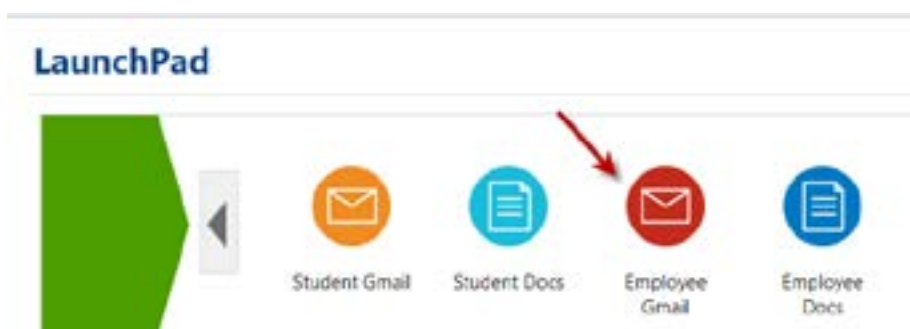 LaunchPad
Student Gmail
Student Docs
Employee
Gmail
Employee
Docs